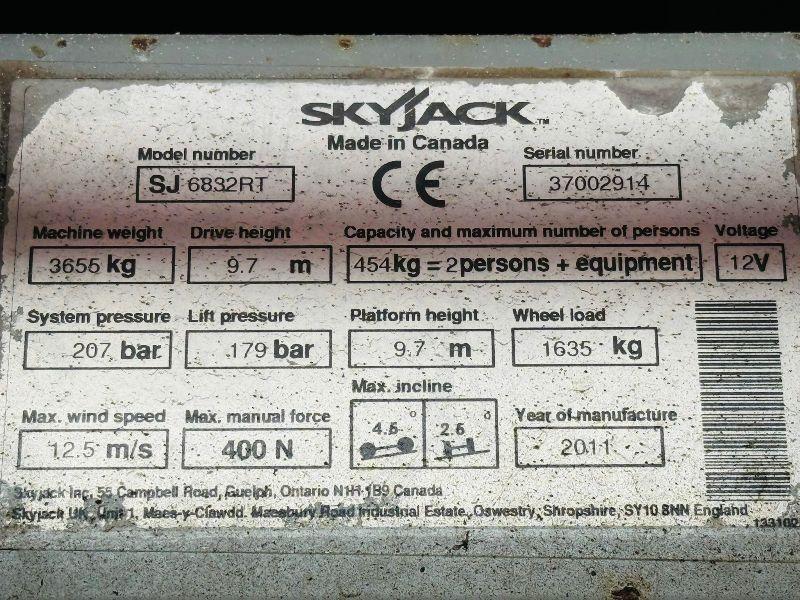 SKYJACK™
Made in Canada
Model number
SJ 6832RT
CE
Serial number
37002914
Machine weight
3655 kg
Drive height
9.7 m
Capacity and maximum number of persons
454kg = 2persons + equipment
Voltage
12V
System pressure
207 bar
Lift pressure
179 bar
Platform height
9.7 m
Wheel load
1635 kg
Max. wind speed
12.5 m/s
Max. manual force
400 N
Max. incline
4.5°
2.5°
Year of manufacture
2011
Skyjack Inc, 55 Campbell Road, Guelph, Ontario N1H 1B9 Canada
Skyjack UK, Unit 1, Maes-y-Clawdd, Maesbury Road Industrial Estate, Oswestry, Shropshire, SY10 8NN England
133102